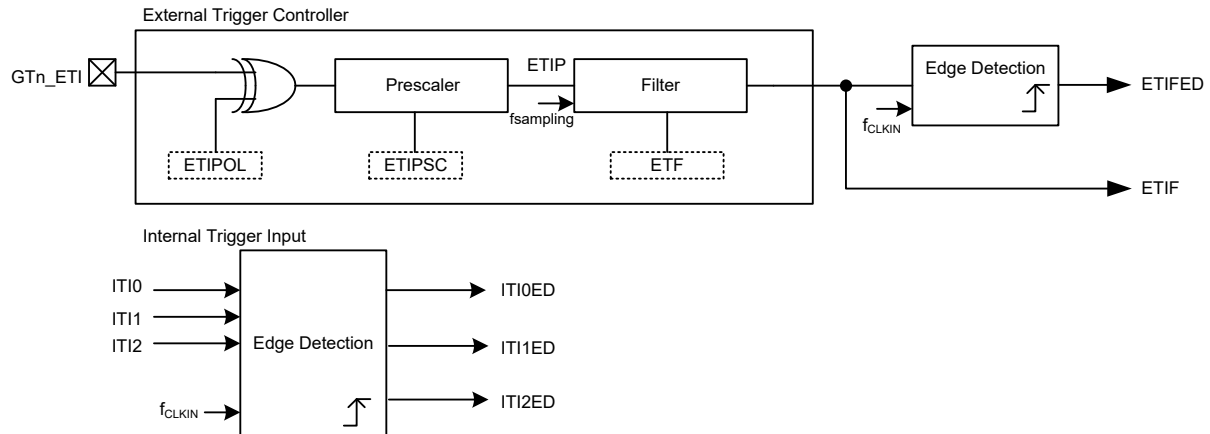 External Trigger Controller
GTn_ETI
Prescaler
ETIP
fsampling
Filter
Edge Detection
fCLKIN
ETIFED
ETIPOL
ETIPSC
ETF
ETIF
Internal Trigger Input
ITI0
ITI1
ITI2
fCLKIN
Edge Detection
ITI0ED
ITI1ED
ITI2ED